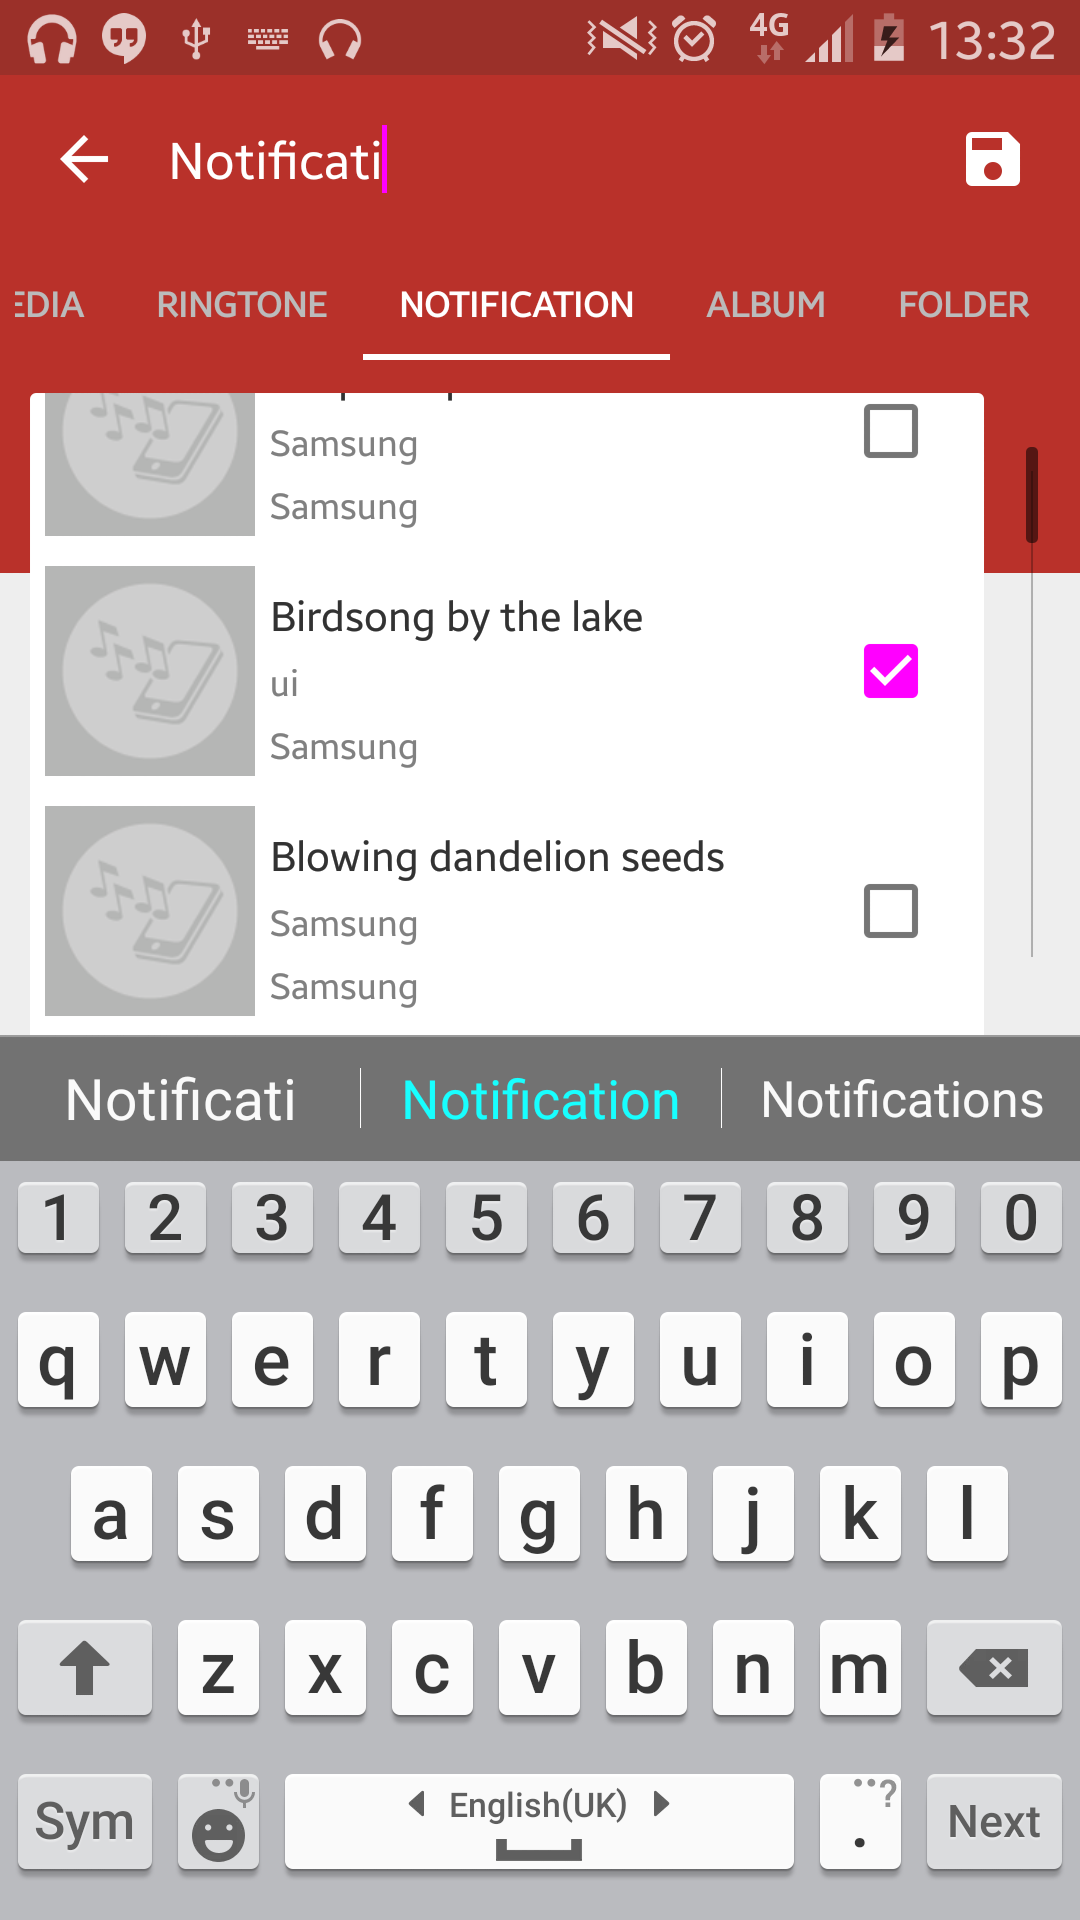 4G 13:32
Notificati
EDIA RINGTONE NOTIFICATION ALBUM FOLDER
Samsung
Samsung
Birdsong by the lake
ui
Samsung
Blowing dandelion seeds
Samsung
Samsung
Notificati Notification Notifications
1 2 3 4 5 6 7 8 9 0
q w e r t y u i o p
a s d f g h j k l
z x c v b n m
Sym English(UK) . ? Next